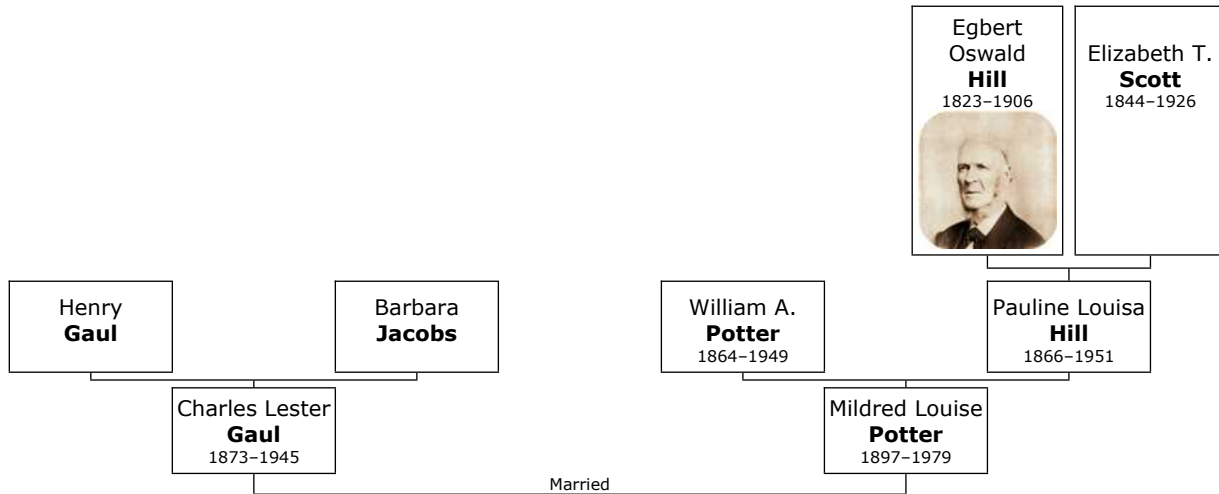 Egbert
Oswald
Hill
1823–1906
Elizabeth T.
Scott
1844–1926
Henry
Gaul
Barbara
Jacobs
William A.
Potter
1864–1949
Pauline Louisa
Hill
1866–1951
Charles Lester
Gaul
1873–1945
Mildred Louise
Potter
1897–1979
Married